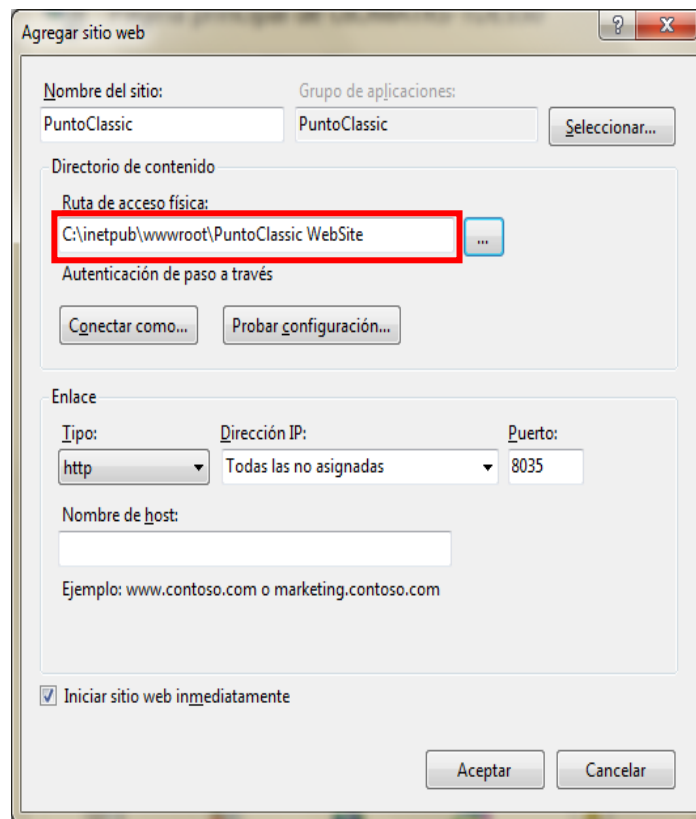 Agregar sitio web
Nombre del sitio: Grupo de aplicaciones:
PuntoClassic PuntoClassic Seleccionar...
Directorio de contenido
Ruta de acceso física:
C:\inetpub\wwwroot\PuntoClassic WebSite ...
Autenticación de paso a través
Conectar como... Probar configuración...
Enlace
Tipo: Dirección IP: Puerto:
http Todas las no asignadas 8035
Nombre de host:
Ejemplo: www.contoso.com o marketing.contoso.com
Iniciar sitio web inmediatamente
Aceptar Cancelar